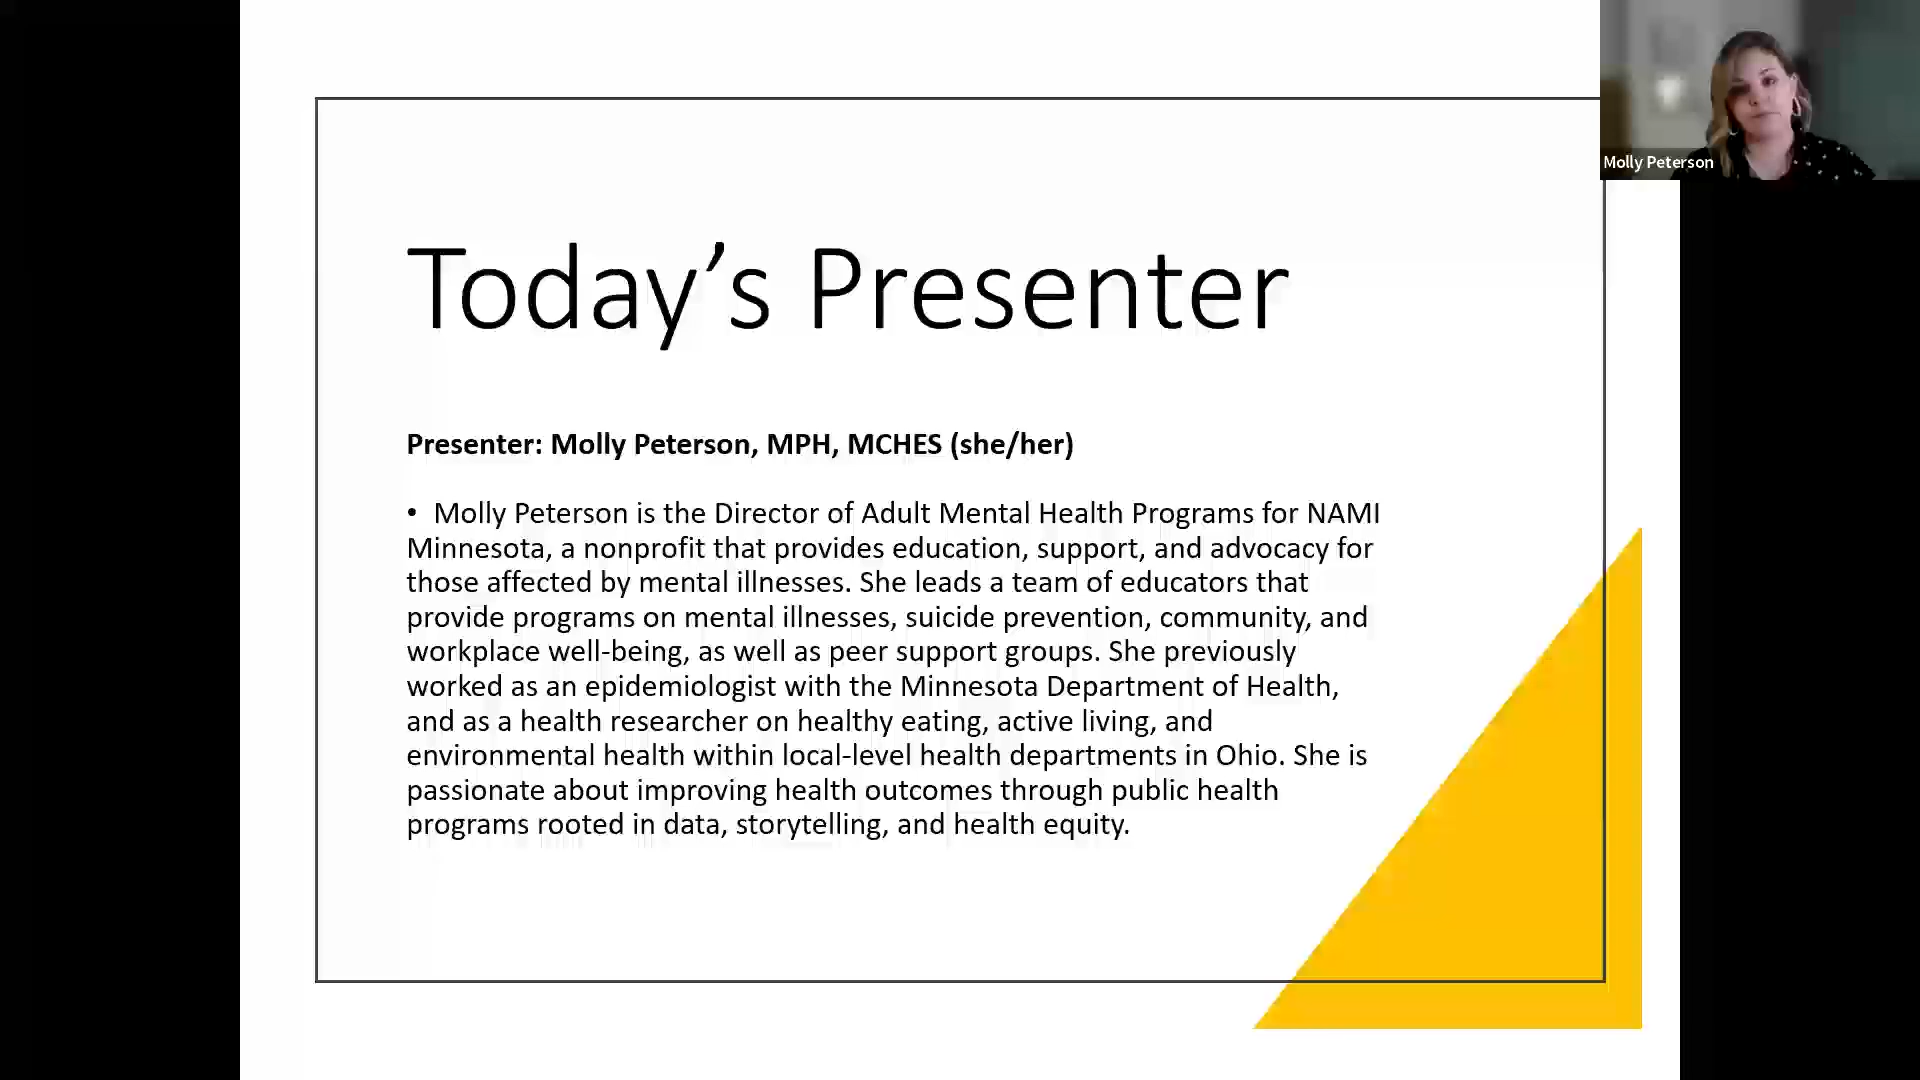 Today’s Presenter
Presenter: Molly Peterson, MPH, MCHES (she/her)
• Molly Peterson is the Director of Adult Mental Health Programs for NAMI
Minnesota, a nonprofit that provides education, support, and advocacy for
those affected by mental illnesses. She leads a team of educators that
provide programs on mental illnesses, suicide prevention, community, and
workplace well-being, as well as peer support groups. She previously
worked as an epidemiologist with the Minnesota Department of Health,
and as a health researcher on healthy eating, active living, and
environmental health within local-level health departments in Ohio. She is
passionate about improving health outcomes through public health
programs rooted in data, storytelling, and health equity.
Molly Peterson